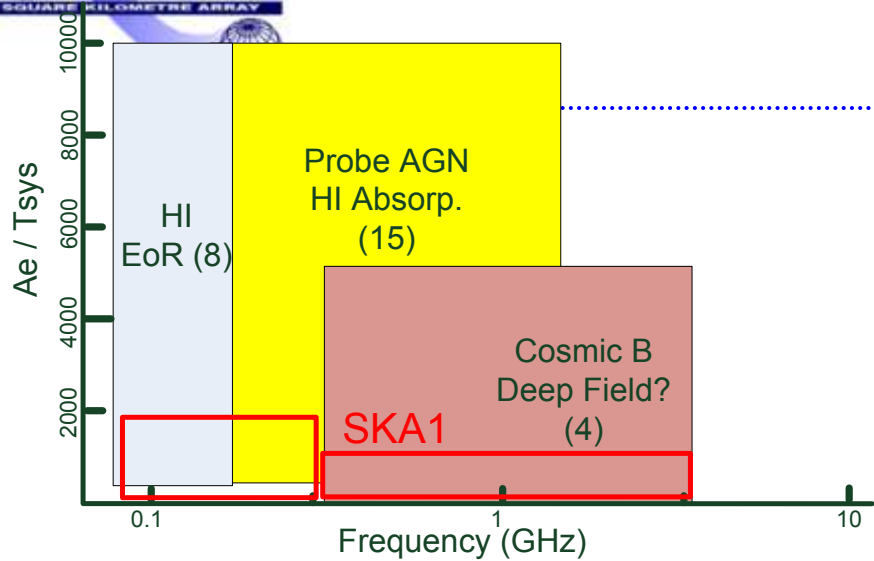 SQUARE KILOMETRE ARRAY
10000
8000
6000
4000
2000
Ae / Tsys
HI
EoR (8)
Probe AGN
HI Absorp.
(15)
Cosmic B
Deep Field?
(4)
SKA1
0.1
1
10
Frequency (GHz)